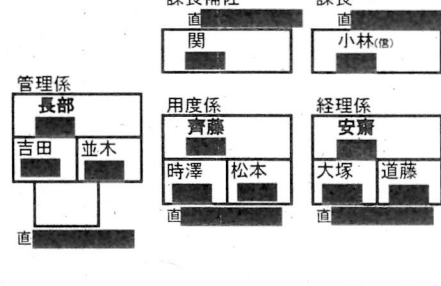 課長補佐
課長
直
直
関
小林(信)
管理係
長部
吉田
並木
直
用度係
齊藤
時澤
松本
直
経理係
安齋
大塚
道藤
直